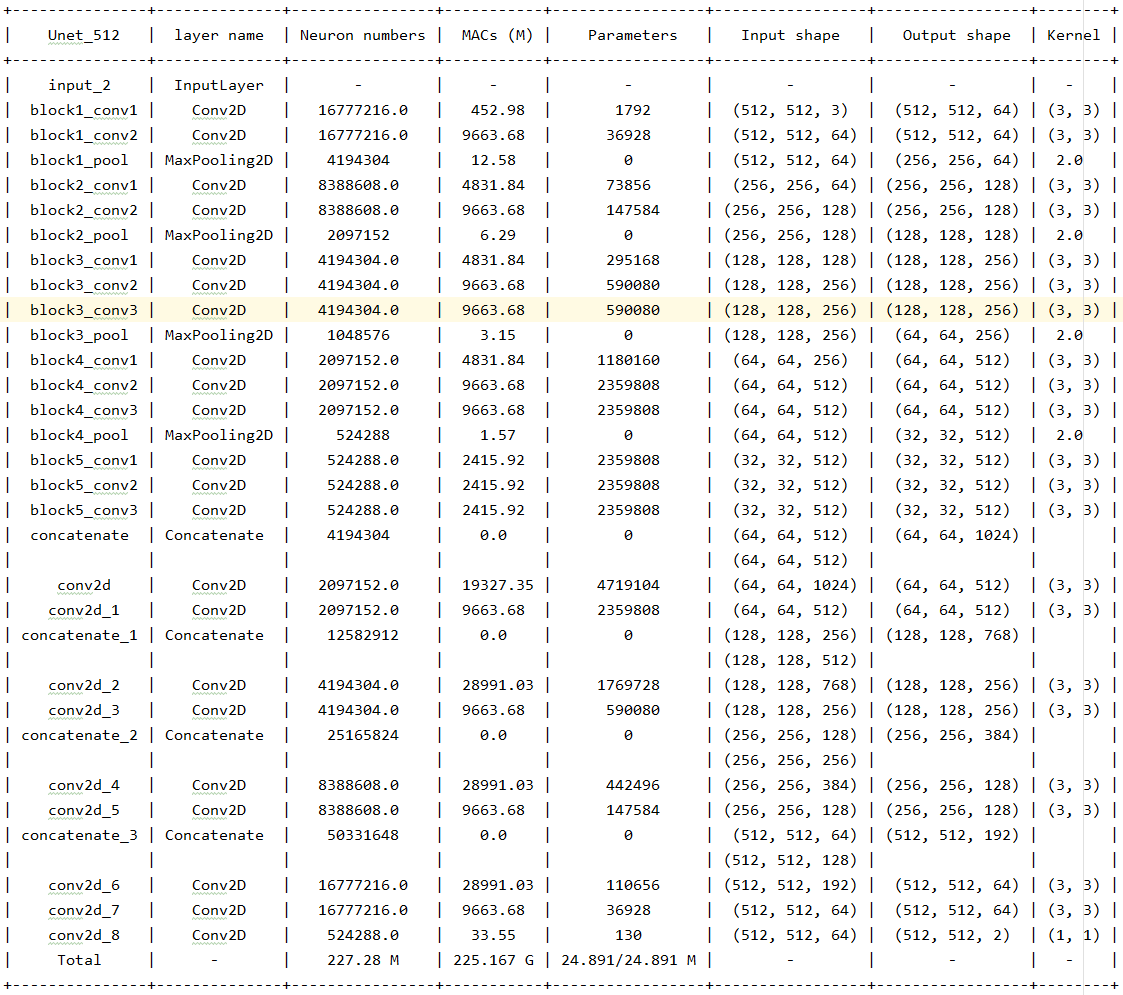 +---------------+--------------+----------------+-----------+-----------------+-----------------+-----------------+--------+
| Unet_512 | layer name | Neuron numbers | MACs (M) | Parameters | Input shape | Output shape | Kernel |
+---------------+--------------+----------------+-----------+-----------------+-----------------+-----------------+--------+
| input_2 | InputLayer | - | - | - | - | - | - |
| block1_conv1 | Conv2D | 16777216.0 | 452.98 | 1792 | (512, 512, 3) | (512, 512, 64) | (3, 3) |
| block1_conv2 | Conv2D | 16777216.0 | 9663.68 | 36928 | (512, 512, 64) | (512, 512, 64) | (3, 3) |
| block1_pool | MaxPooling2D | 4194304 | 12.58 | 0 | (512, 512, 64) | (256, 256, 64) | 2.0 |
| block2_conv1 | Conv2D | 8388608.0 | 4831.84 | 73856 | (256, 256, 64) | (256, 256, 128) | (3, 3) |
| block2_conv2 | Conv2D | 8388608.0 | 9663.68 | 147584 | (256, 256, 128) | (256, 256, 128) | (3, 3) |
| block2_pool | MaxPooling2D | 2097152 | 6.29 | 0 | (256, 256, 128) | (128, 128, 128) | 2.0 |
| block3_conv1 | Conv2D | 4194304.0 | 4831.84 | 295168 | (128, 128, 128) | (128, 128, 256) | (3, 3) |
| block3_conv2 | Conv2D | 4194304.0 | 9663.68 | 590080 | (128, 128, 256) | (128, 128, 256) | (3, 3) |
| block3_conv3 | Conv2D | 4194304.0 | 9663.68 | 590080 | (128, 128, 256) | (128, 128, 256) | (3, 3) |
| block3_pool | MaxPooling2D | 1048576 | 3.15 | 0 | (128, 128, 256) | (64, 64, 256) | 2.0 |
| block4_conv1 | Conv2D | 2097152.0 | 4831.84 | 1180160 | (64, 64, 256) | (64, 64, 512) | (3, 3) |
| block4_conv2 | Conv2D | 2097152.0 | 9663.68 | 2359808 | (64, 64, 512) | (64, 64, 512) | (3, 3) |
| block4_conv3 | Conv2D | 2097152.0 | 9663.68 | 2359808 | (64, 64, 512) | (64, 64, 512) | (3, 3) |
| block4_pool | MaxPooling2D | 524288 | 1.57 | 0 | (64, 64, 512) | (32, 32, 512) | 2.0 |
| block5_conv1 | Conv2D | 524288.0 | 2415.92 | 2359808 | (32, 32, 512) | (32, 32, 512) | (3, 3) |
| block5_conv2 | Conv2D | 524288.0 | 2415.92 | 2359808 | (32, 32, 512) | (32, 32, 512) | (3, 3) |
| block5_conv3 | Conv2D | 524288.0 | 2415.92 | 2359808 | (32, 32, 512) | (32, 32, 512) | (3, 3) |
| concatenate | Concatenate | 4194304 | 0.0 | 0 | (64, 64, 512) | (64, 64, 1024) | |
| | | | | | (64, 64, 512) | | |
| conv2d | Conv2D | 2097152.0 | 19327.35 | 4719104 | (64, 64, 1024) | (64, 64, 512) | (3, 3) |
| conv2d_1 | Conv2D | 2097152.0 | 9663.68 | 2359808 | (64, 64, 512) | (64, 64, 512) | (3, 3) |
| concatenate_1 | Concatenate | 12582912 | 0.0 | 0 | (128, 128, 256) | (128, 128, 768) | |
| | | | | | (128, 128, 512) | | |
| conv2d_2 | Conv2D | 4194304.0 | 28991.03 | 1769728 | (128, 128, 768) | (128, 128, 256) | (3, 3) |
| conv2d_3 | Conv2D | 4194304.0 | 9663.68 | 590080 | (128, 128, 256) | (128, 128, 256) | (3, 3) |
| concatenate_2 | Concatenate | 25165824 | 0.0 | 0 | (256, 256, 128) | (256, 256, 384) | |
| | | | | | (256, 256, 256) | | |
| conv2d_4 | Conv2D | 8388608.0 | 28991.03 | 442496 | (256, 256, 384) | (256, 256, 128) | (3, 3) |
| conv2d_5 | Conv2D | 8388608.0 | 9663.68 | 147584 | (256, 256, 128) | (256, 256, 128) | (3, 3) |
| concatenate_3 | Concatenate | 50331648 | 0.0 | 0 | (512, 512, 64) | (512, 512, 192) | |
| | | | | | (512, 512, 128) | | |
| conv2d_6 | Conv2D | 16777216.0 | 28991.03 | 110656 | (512, 512, 192) | (512, 512, 64) | (3, 3) |
| conv2d_7 | Conv2D | 16777216.0 | 9663.68 | 36928 | (512, 512, 64) | (512, 512, 64) | (3, 3) |
| conv2d_8 | Conv2D | 524288.0 | 33.55 | 130 | (512, 512, 64) | (512, 512, 2) | (1, 1) |
| Total | - | 227.28 M | 225.167 G | 24.891/24.891 M | - | - | - |
+---------------+--------------+----------------+-----------+-----------------+-----------------+-----------------+--------+